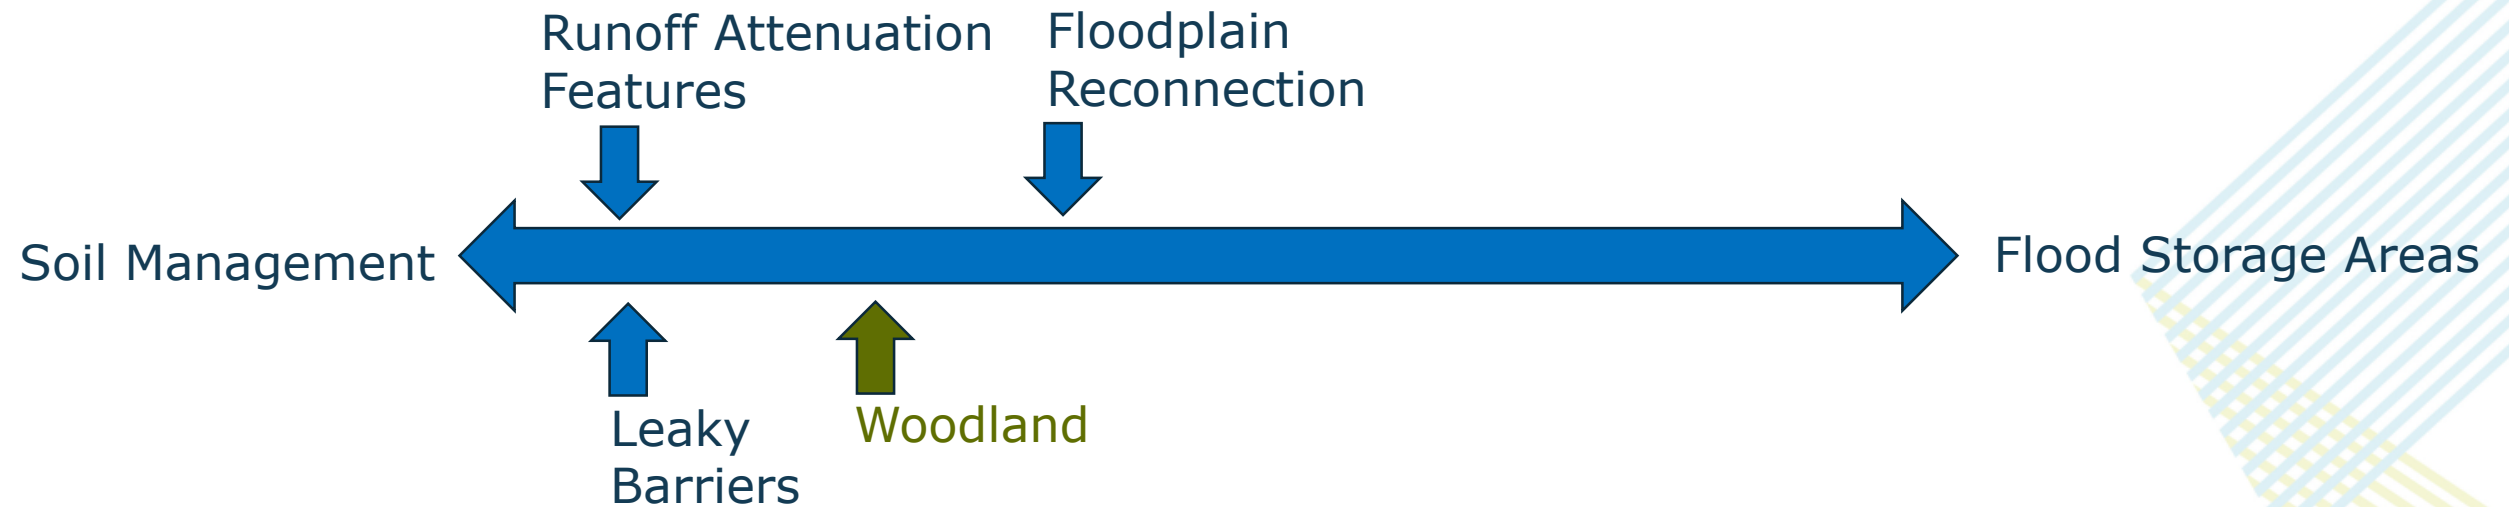 Runoff Attenuation
Features
Floodplain
Reconnection
Soil Management
Flood Storage Areas
Leaky
Barriers
Woodland